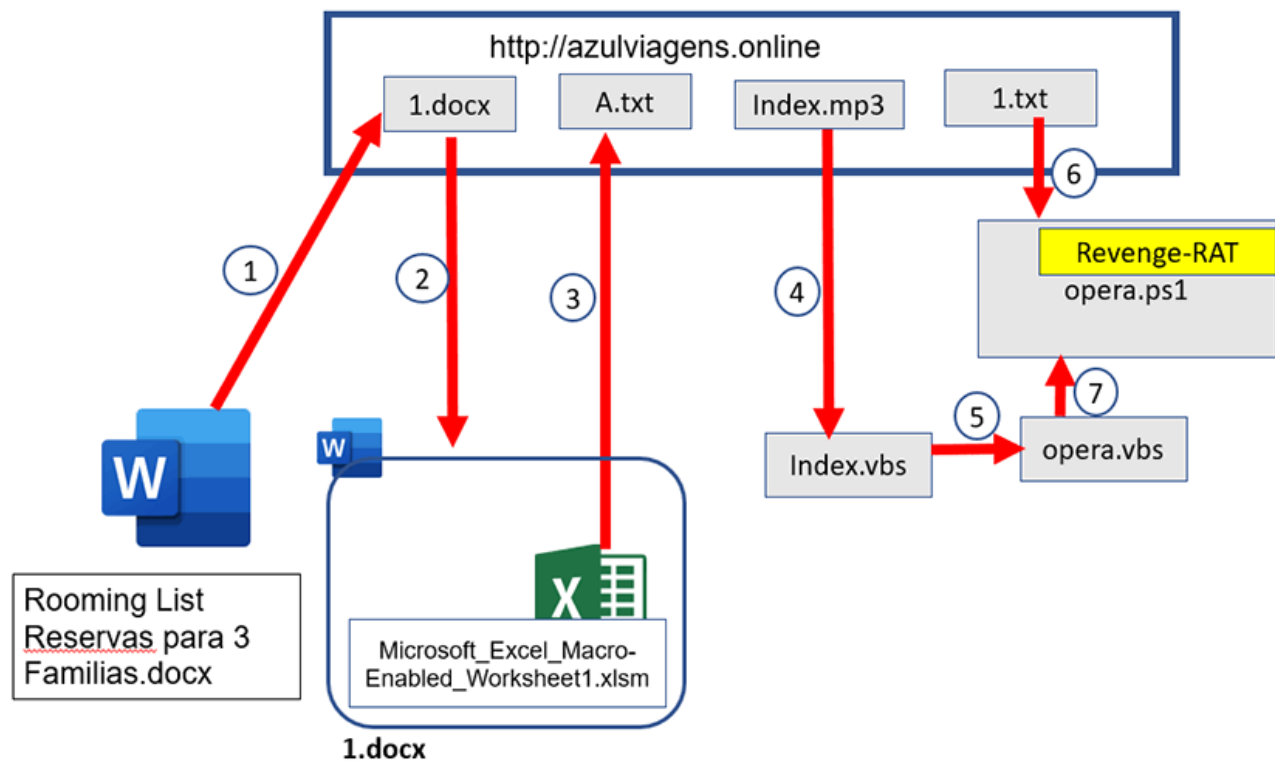 http://azulviagens.online
1.docx
A.txt
Index.mp3
1.txt
6
Revenge-RAT
opera.ps1
1
2
3
4
5
7
W
W
Index.vbs
opera.vbs
X
Rooming List
Reservas para 3
Familias.docx
Microsoft_Excel_Macro-
Enabled_Worksheet1.xlsm
1.docx